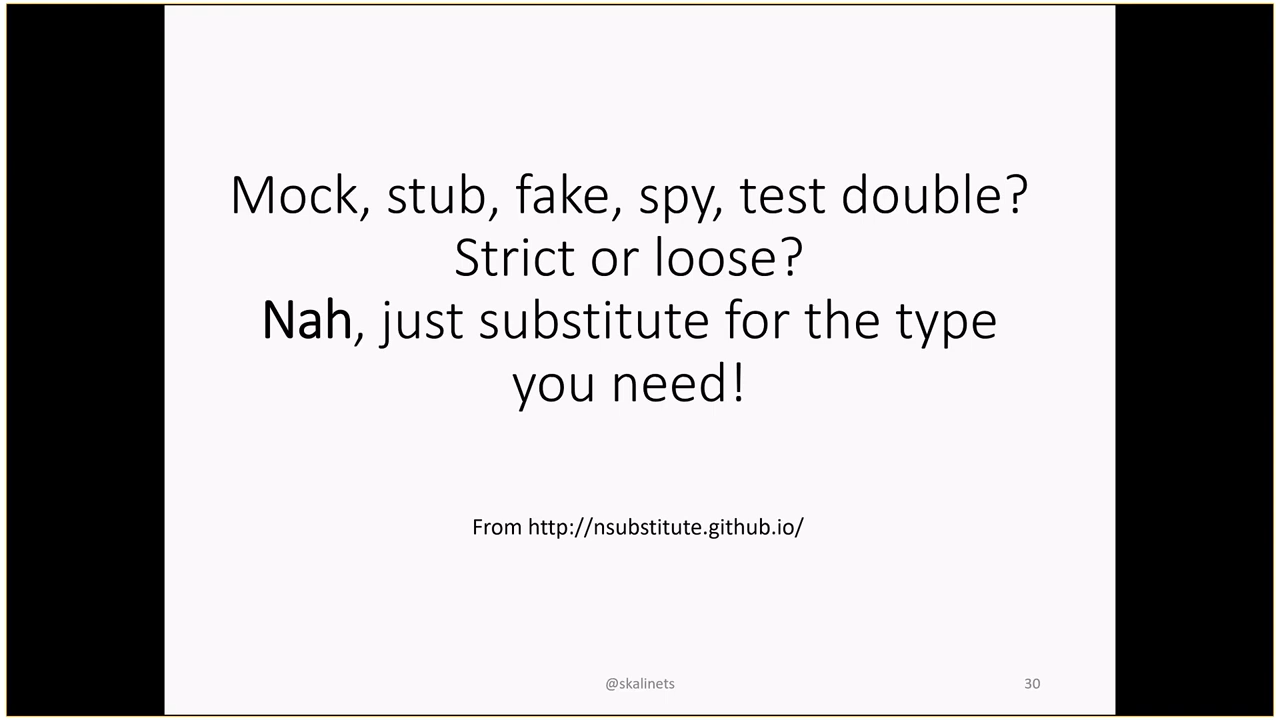 Mock, stub, fake, spy, test double?
Strict or loose?
Nah, just substitute for the type
you need!
From http://nsubstitute.github.io/
@skalinets
30